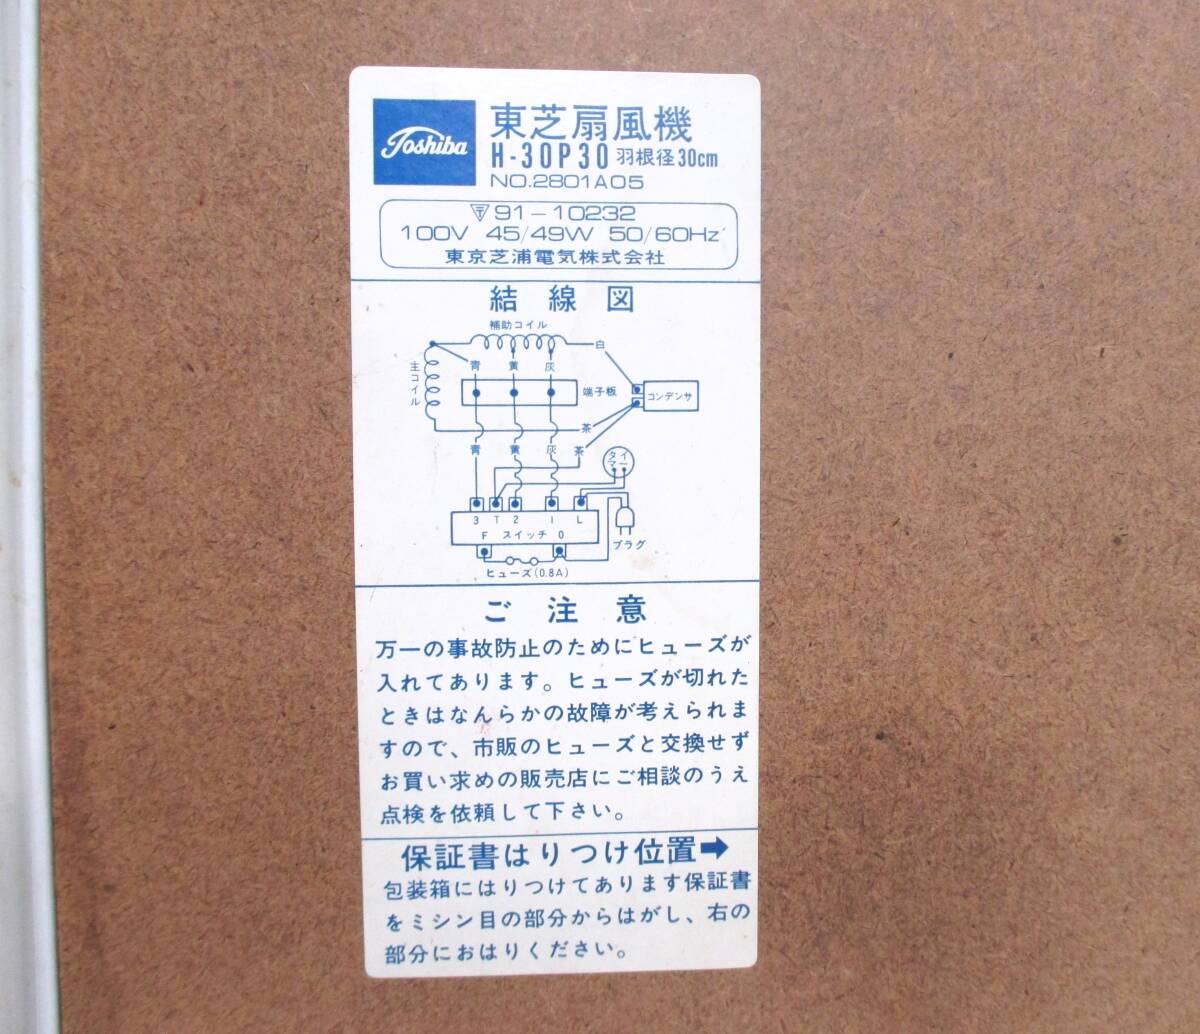 Toshiba
東芝扇風機
H-30P30 羽根径30cm
NO.2801A05
〒 91-10232
100V 45/49W 50/60Hz
東京芝浦電気株式会社
結線図
補助コイル
白
主コイル
青 黄 灰
端子板
コンデンサ
茶
青 黄 灰 茶
タイマー
3 T 2 1 L
F スイッチ 0
プラグ
ヒューズ(0.8A)
ご注意
万一の事故防止のためにヒューズが
入れてあります。ヒューズが切れた
ときはなんらかの故障が考えられま
すので、市販のヒューズと交換せず
お買い求めの販売店にご相談のうえ
点検を依頼して下さい。
保証書はりつけ位置➡
包装箱にはりつけてあります保証書
をミシン目の部分からはがし、右の
部分におはりください。